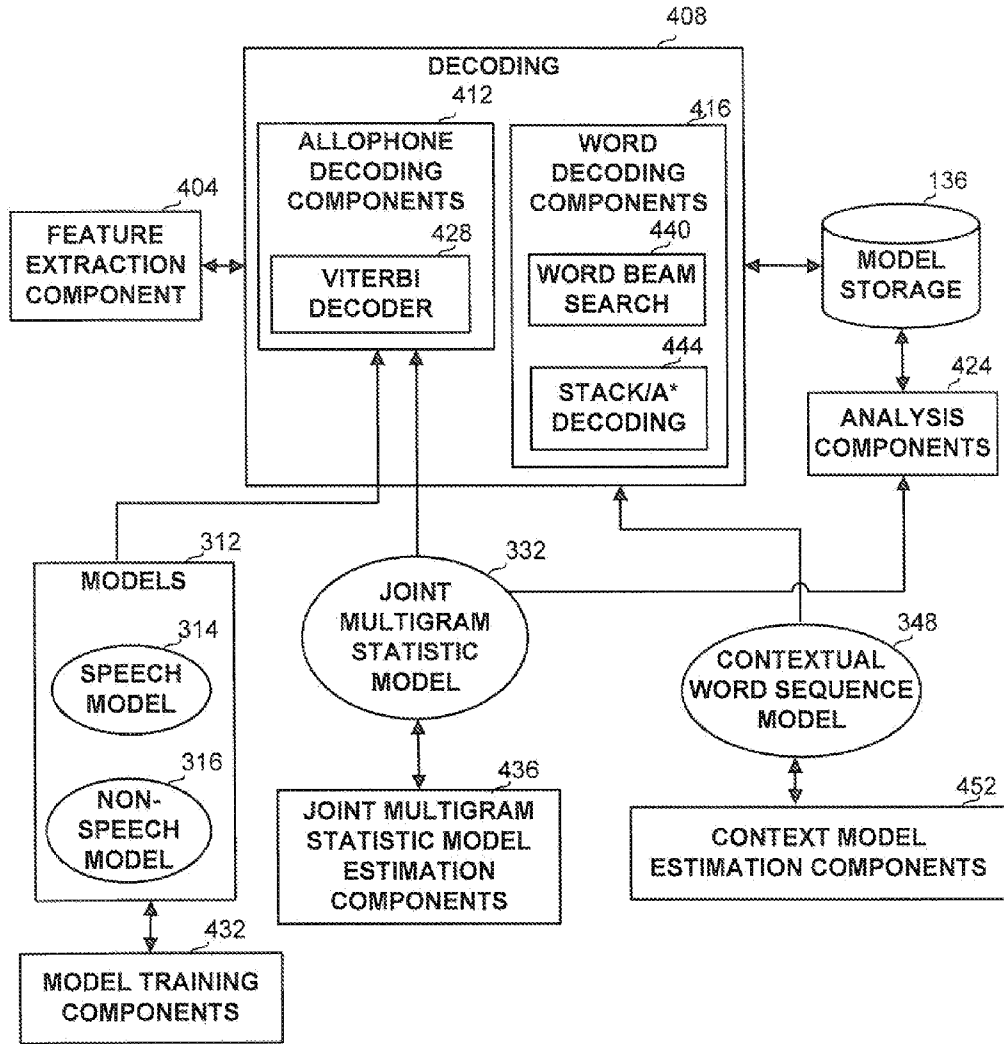 408
DECODING
412
ALLOPHONE
DECODING
COMPONENTS
428
VITERBI
DECODER
416
WORD
DECODING
COMPONENTS
440
WORD BEAM
SEARCH
444
STACK/A*
DECODING
404
FEATURE
EXTRACTION
COMPONENT
136
MODEL
STORAGE
424
ANALYSIS
COMPONENTS
312
MODELS
314
SPEECH
MODEL
316
NON-
SPEECH
MODEL
432
MODEL TRAINING
COMPONENTS
332
JOINT
MULTIGRAM
STATISTIC
MODEL
436
JOINT MULTIGRAM
STATISTIC MODEL
ESTIMATION
COMPONENTS
348
CONTEXTUAL
WORD SEQUENCE
MODEL
452
CONTEXT MODEL
ESTIMATION COMPONENTS